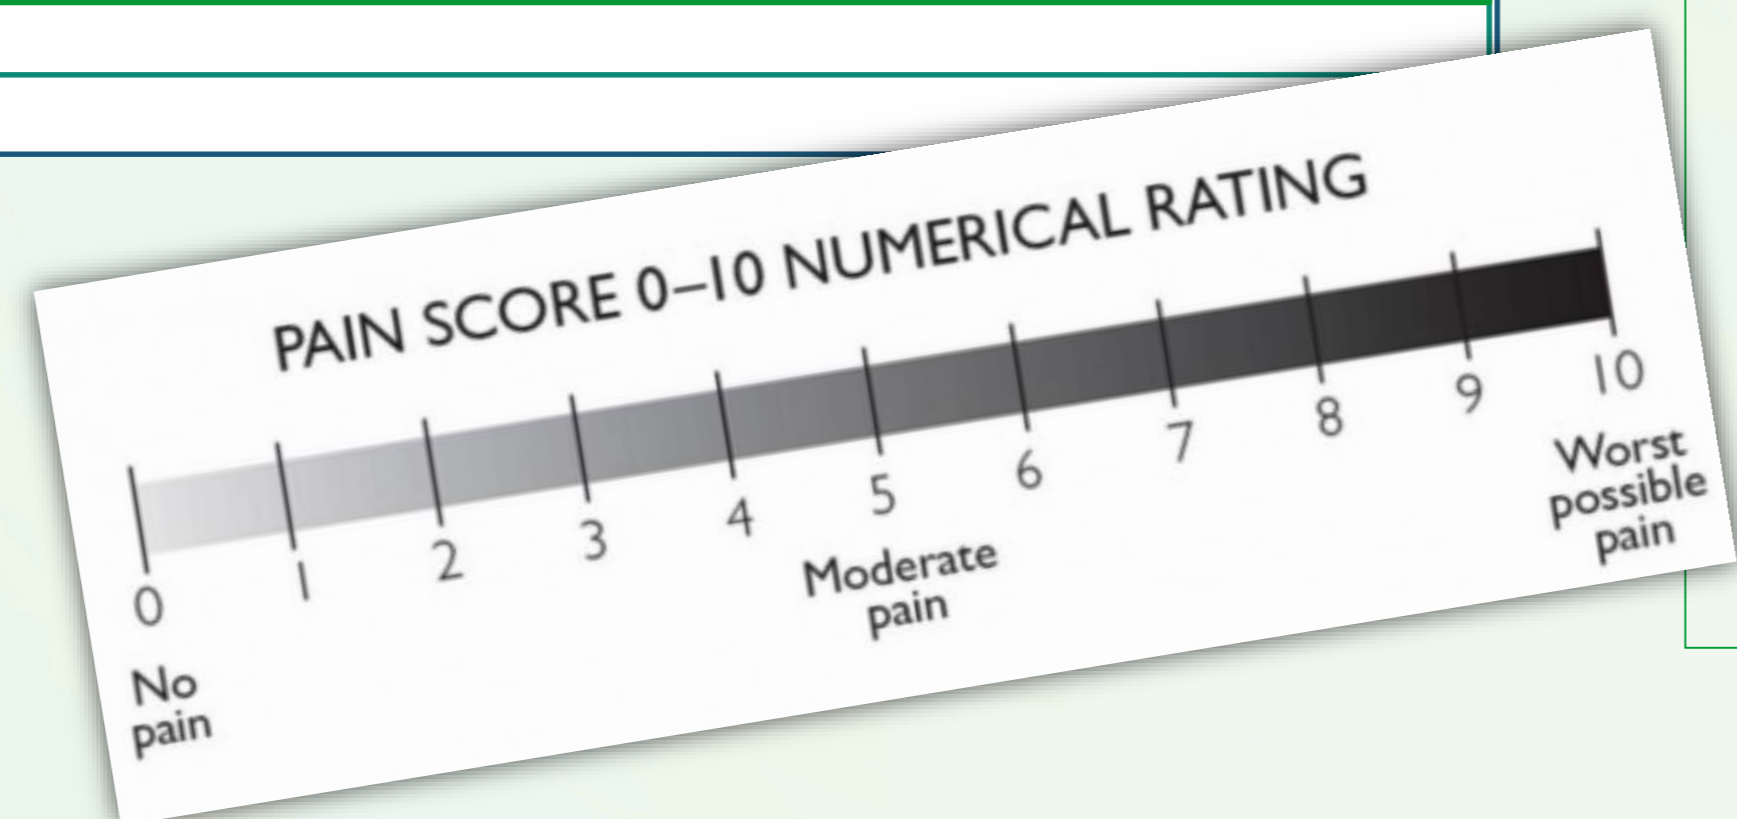 PAIN SCORE 0–10 NUMERICAL RATING
0 1 2 3 4 5 6 7 8 9 10
No
pain
Moderate
pain
Worst
possible
pain